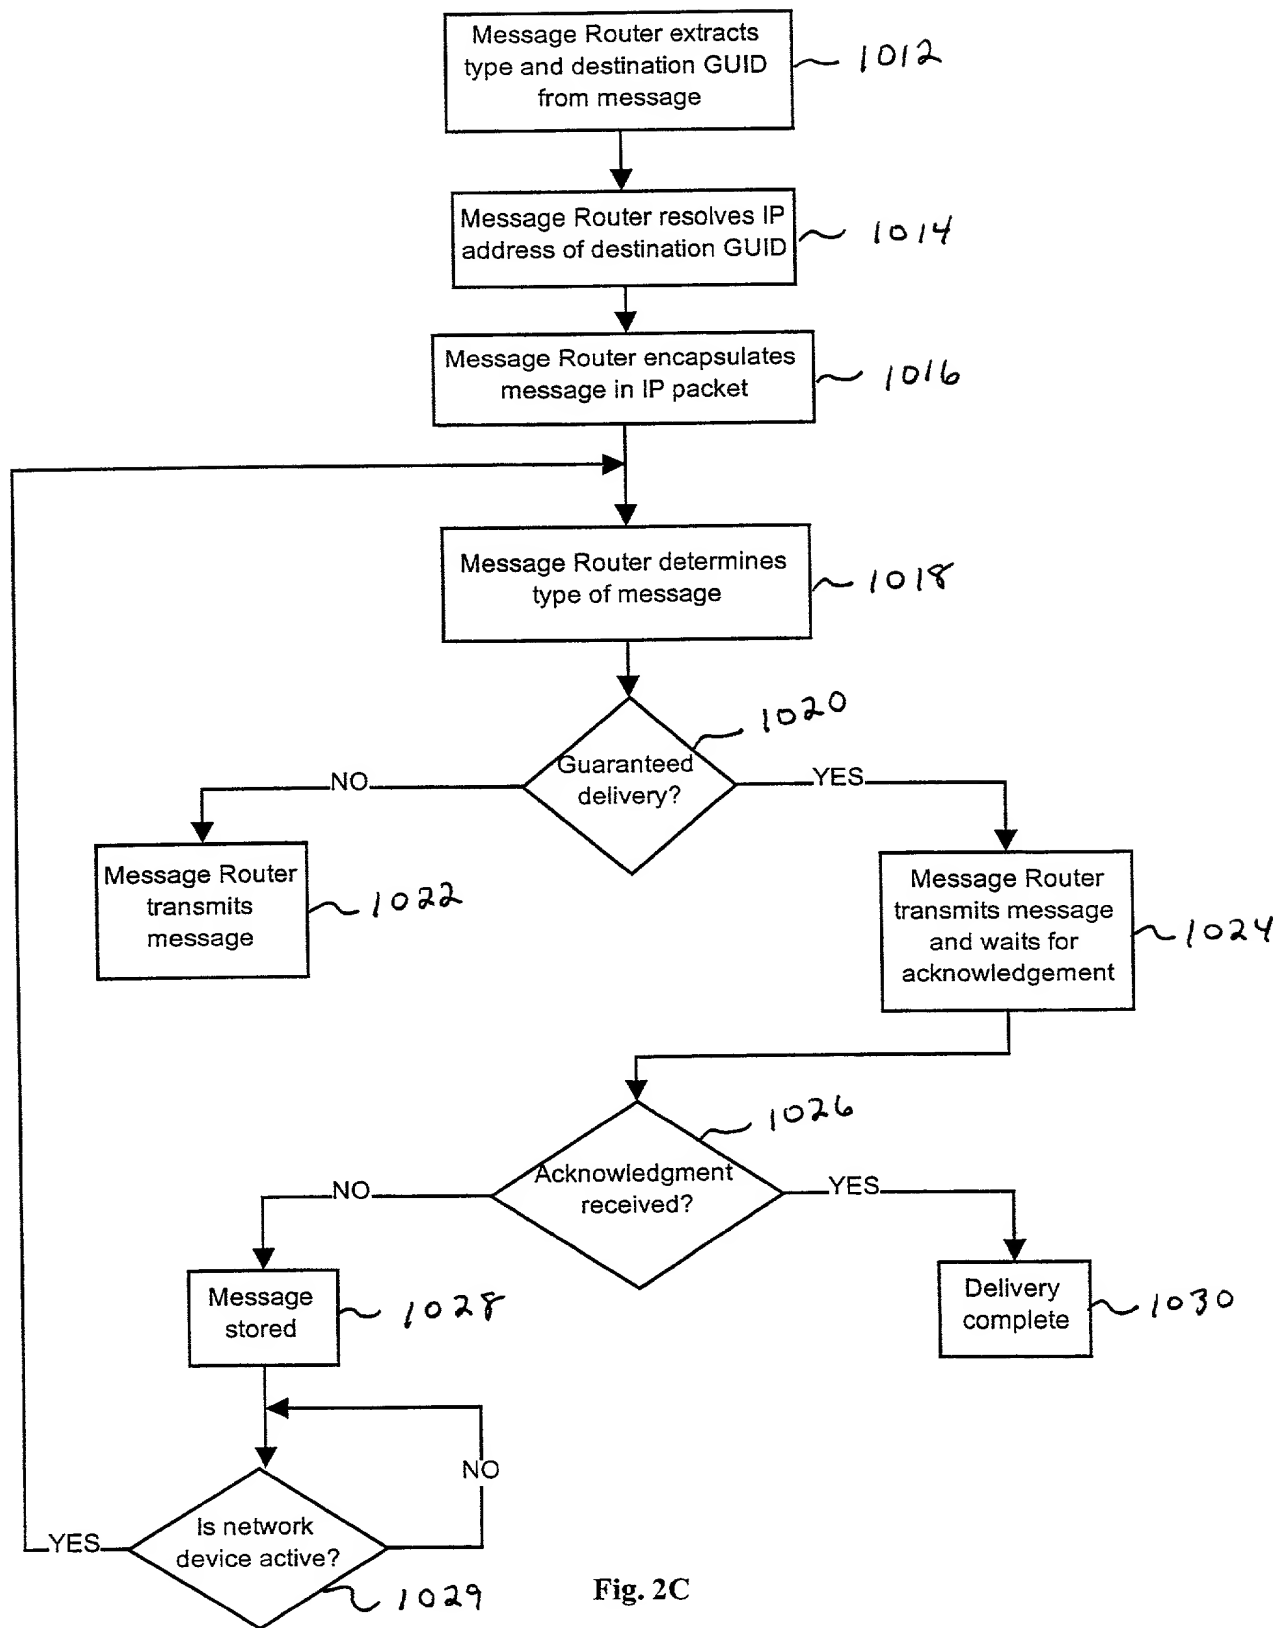 Message Router extracts
type and destination GUID
from message
1012
Message Router resolves IP
address of destination GUID
1014
Message Router encapsulates
message in IP packet
1016
Message Router determines
type of message
1018
1020
Guaranteed
delivery?
NO
YES
Message Router
transmits
message
1022
Message Router
transmits message
and waits for
acknowledgement
1024
1026
Acknowledgment
received?
NO
YES
Message
stored
1028
Delivery
complete
1030
NO
Is network
device active?
YES
1029
Fig. 2C